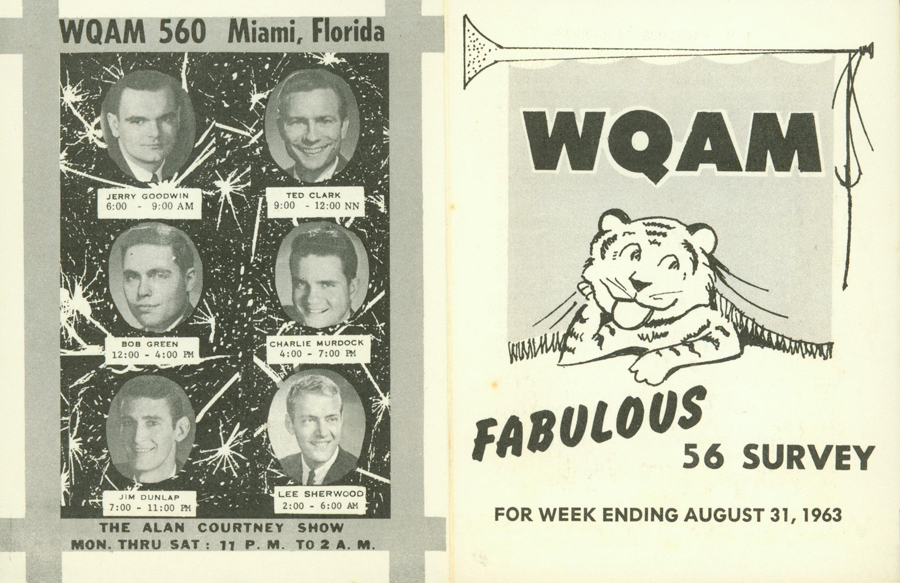 WQAM 560 Miami, Florida
JERRY GOODWIN
6:00 - 9:00 AM
TED CLARK
9:00 - 12:00 NN
BOB GREEN
12:00 - 4:00 PM
CHARLIE MURDOCK
4:00 - 7:00 PM
JIM DUNLAP
7:00 - 11:00 PM
LEE SHERWOOD
2:00 - 6:00 AM
THE ALAN COURTNEY SHOW
MON. THRU SAT : 11 P. M. TO 2 A. M.
WQAM
FABULOUS
56 SURVEY
FOR WEEK ENDING AUGUST 31, 1963